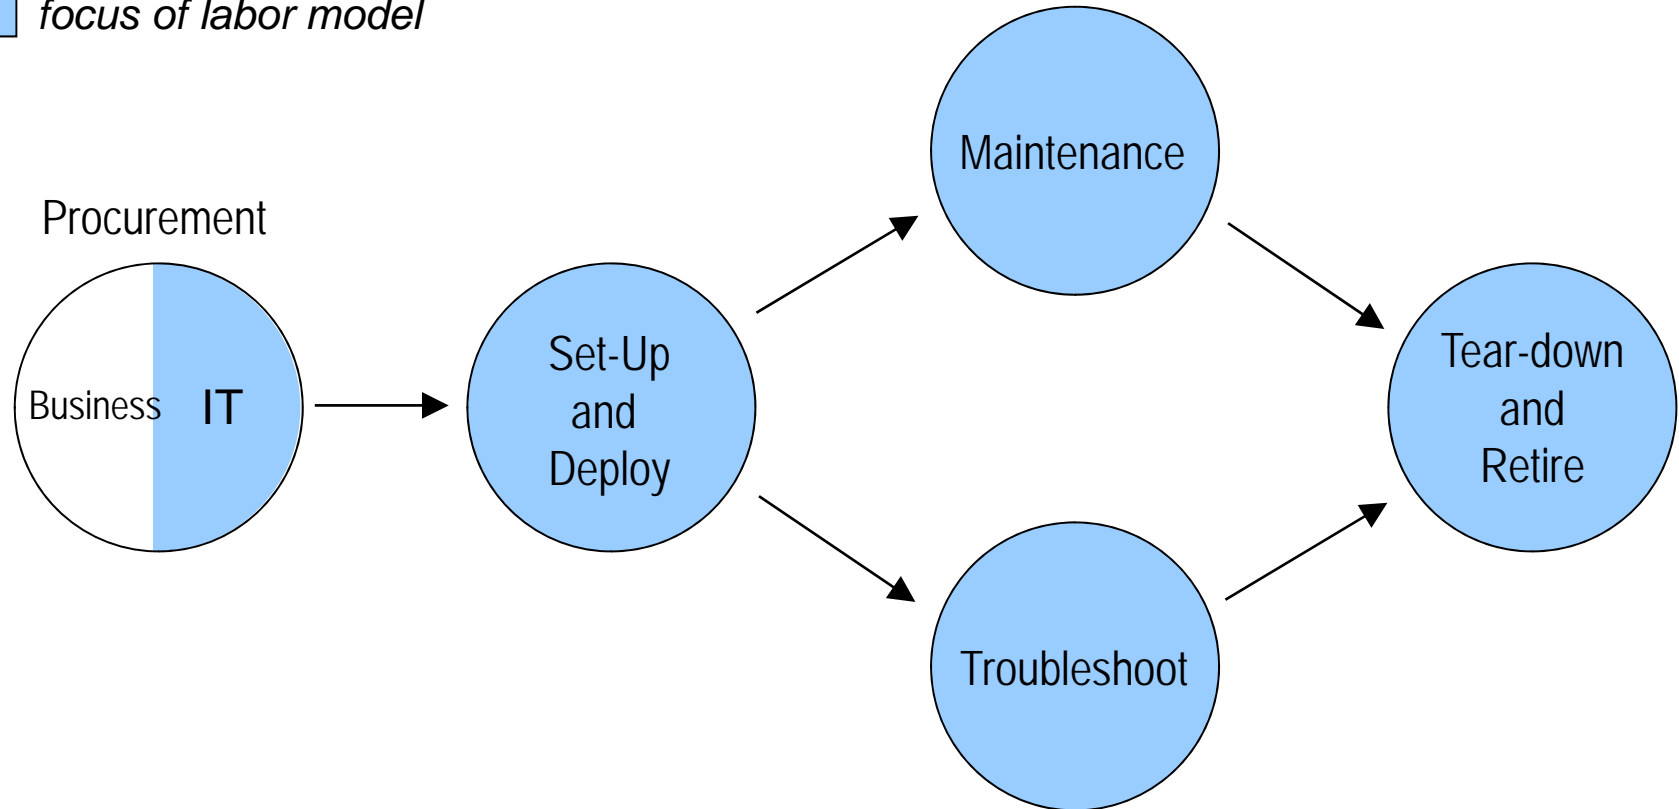 focus of labor model
Procurement
Business
IT
Set-Up
and
Deploy
Maintenance
Troubleshoot
Tear-down
and
Retire